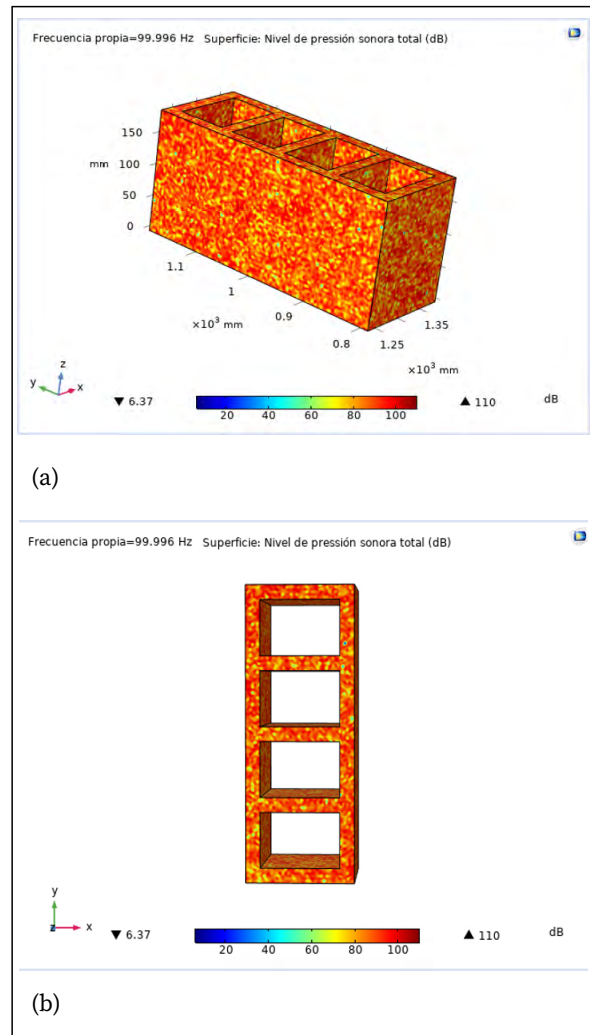 Frecuencia propia=99.996 Hz Superficie: Nivel de presión sonora total (dB)
150
mm 100
50
0
1.1
1
0.9
0.8
×10³ mm
1.35
1.25
×10³ mm
z
y x
▼ 6.37 ▲ 110 dB
20 40 60 80 100
(a)
Frecuencia propia=99.996 Hz Superficie: Nivel de presión sonora total (dB)
y
z x
▼ 6.37 ▲ 110 dB
20 40 60 80 100
(b)